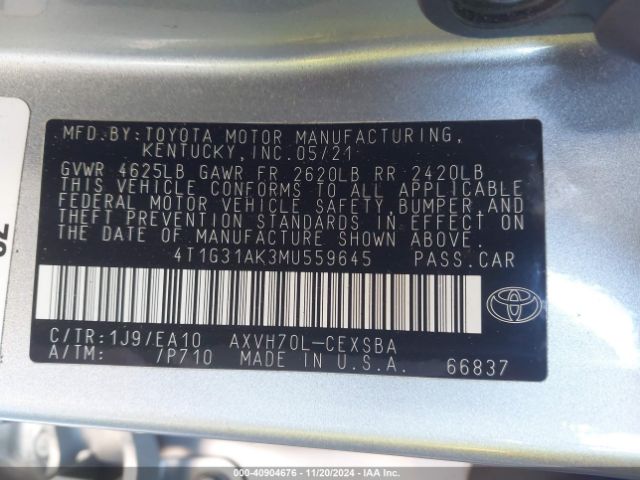 MFD.BY:TOYOTA MOTOR MANUFACTURING,
KENTUCKY,INC.05/21
GVWR 4625LB GAWR FR 2620LB RR 2420LB
THIS VEHICLE CONFORMS TO ALL APPLICABLE
FEDERAL MOTOR VEHICLE SAFETY,BUMPER,AND
THEFT PREVENTION STANDARDS IN EFFECT ON
THE DATE OF MANUFACTURE SHOWN ABOVE.
4T1G31AK3MU559645 PASS.CAR
C/TR:1J9/EA10 AXVH70L-CEXSBA
A/TM: /P710 MADE IN U.S.A. 66837
000-40904676 | 11/20/2024 | IAA Inc.